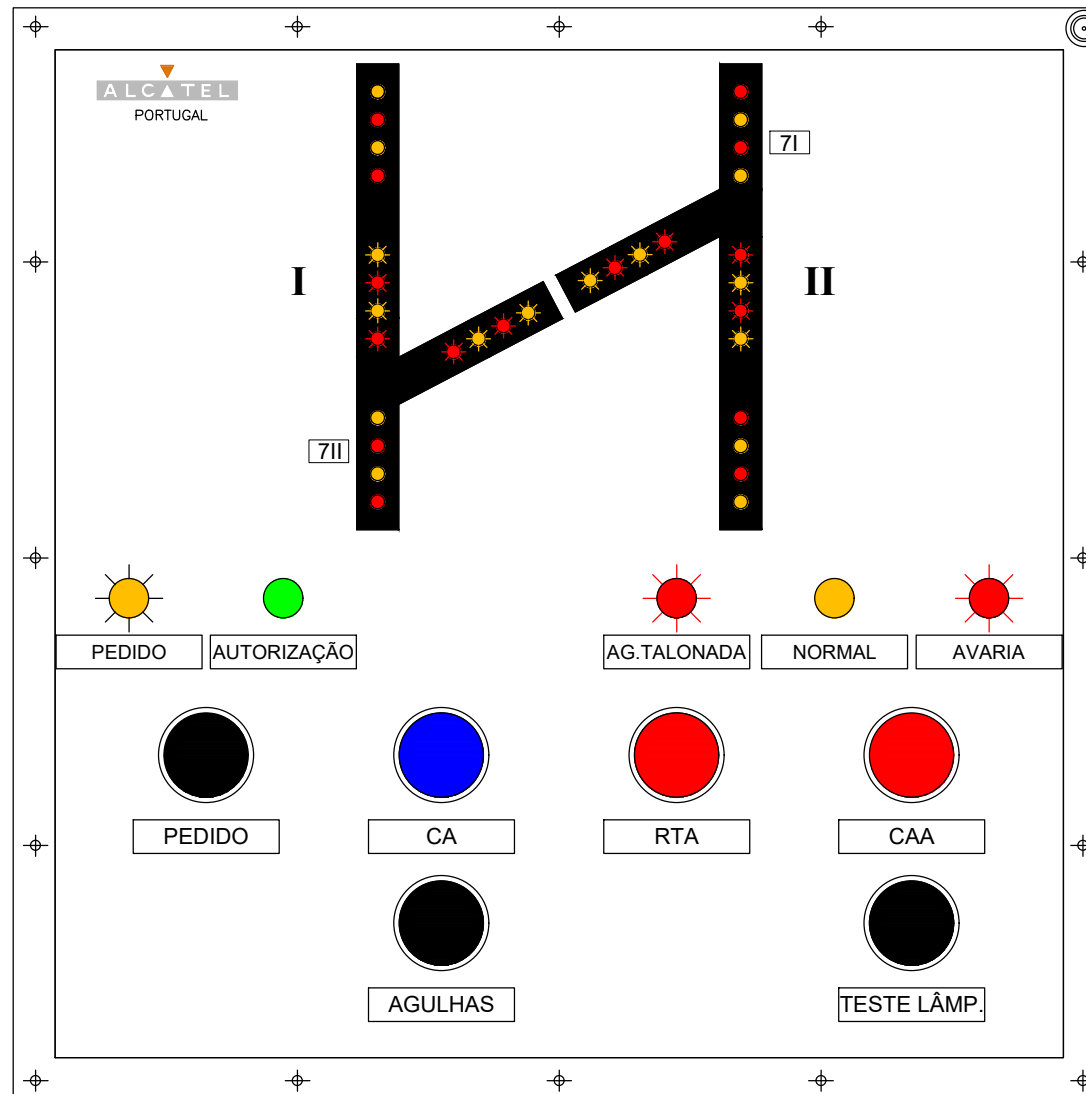 ALCATEL
PORTUGAL
7I
I
II
7II
PEDIDO
AUTORIZAÇÃO
AG.TALONADA
NORMAL
AVARIA
PEDIDO
CA
RTA
CAA
AGULHAS
TESTE LÂMP.